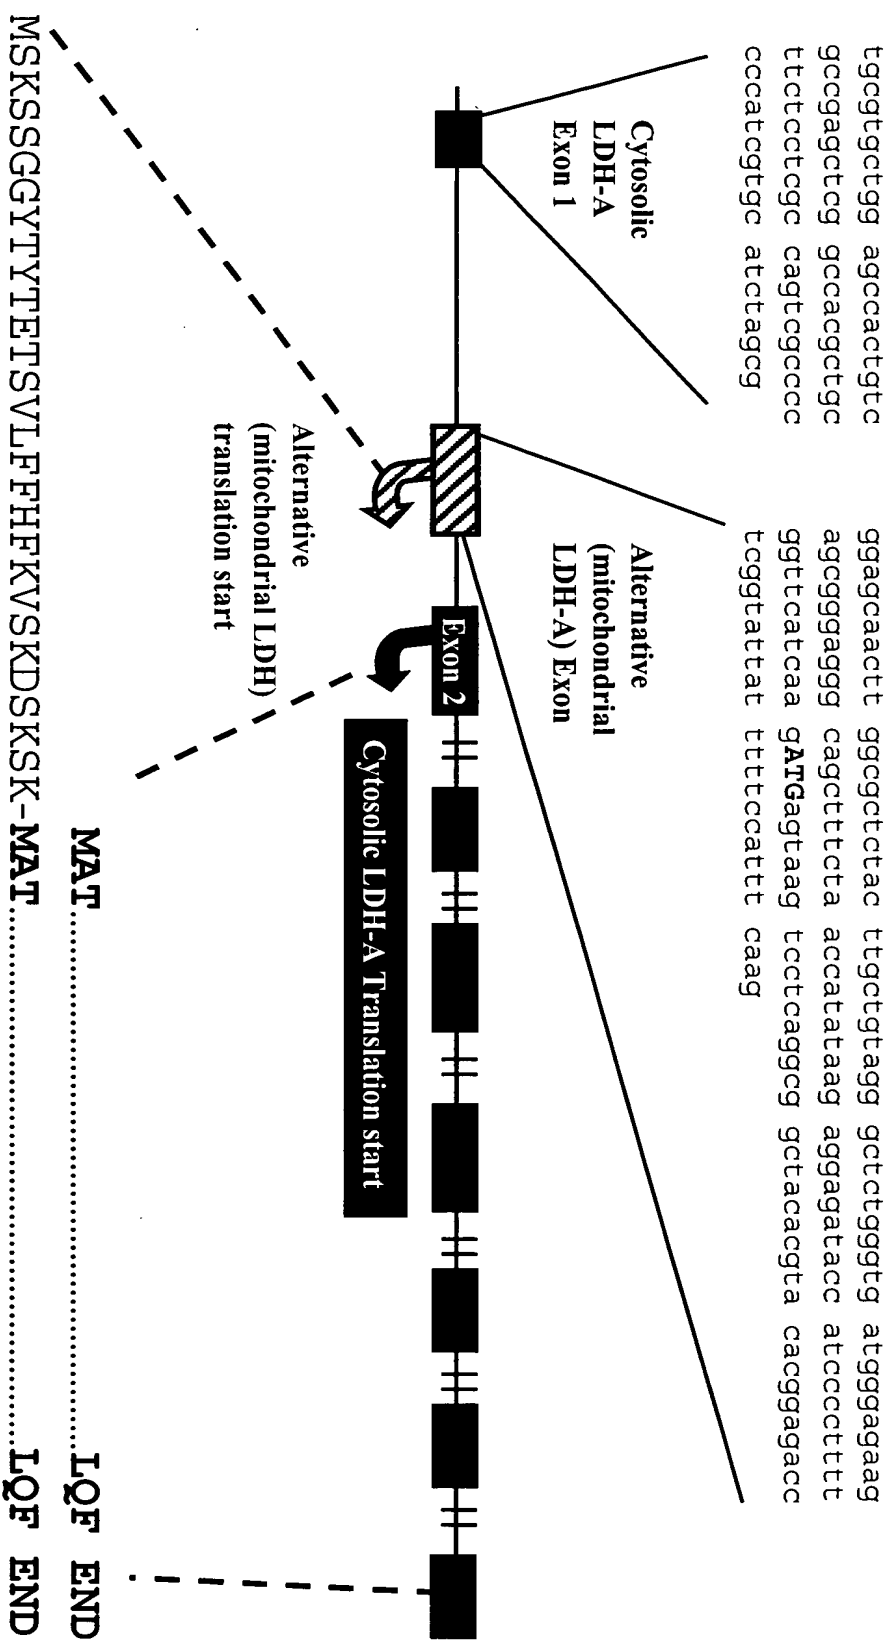 tgcgtgctgg agccactgtc
gccgagctcg gccacgctgc
ttctcctcgc cagtcgcccc
cccatcgtgc atctagcg
ggagcaactt ggcgctctac ttgctgtagg gctctgggtg atgggagaag
agcgggaggg cagctttcta accatataag aggagatacc atcccctttt
ggttcatcaa gATGagtaag tcctcaggcg gctacacgta cacggagacc
tcggtattat ttttccattt caag
Cytosolic
LDH-A
Exon 1
Alternative
(mitochondrial
LDH-A) Exon
Exon 2
Alternative
(mitochondrial LDH)
translation start
Cytosolic LDH-A Translation start
MAT..........LQF END
MSKSSGGYTYTETSVLFFHFKVSKDSKSK-MAT..........LQF END